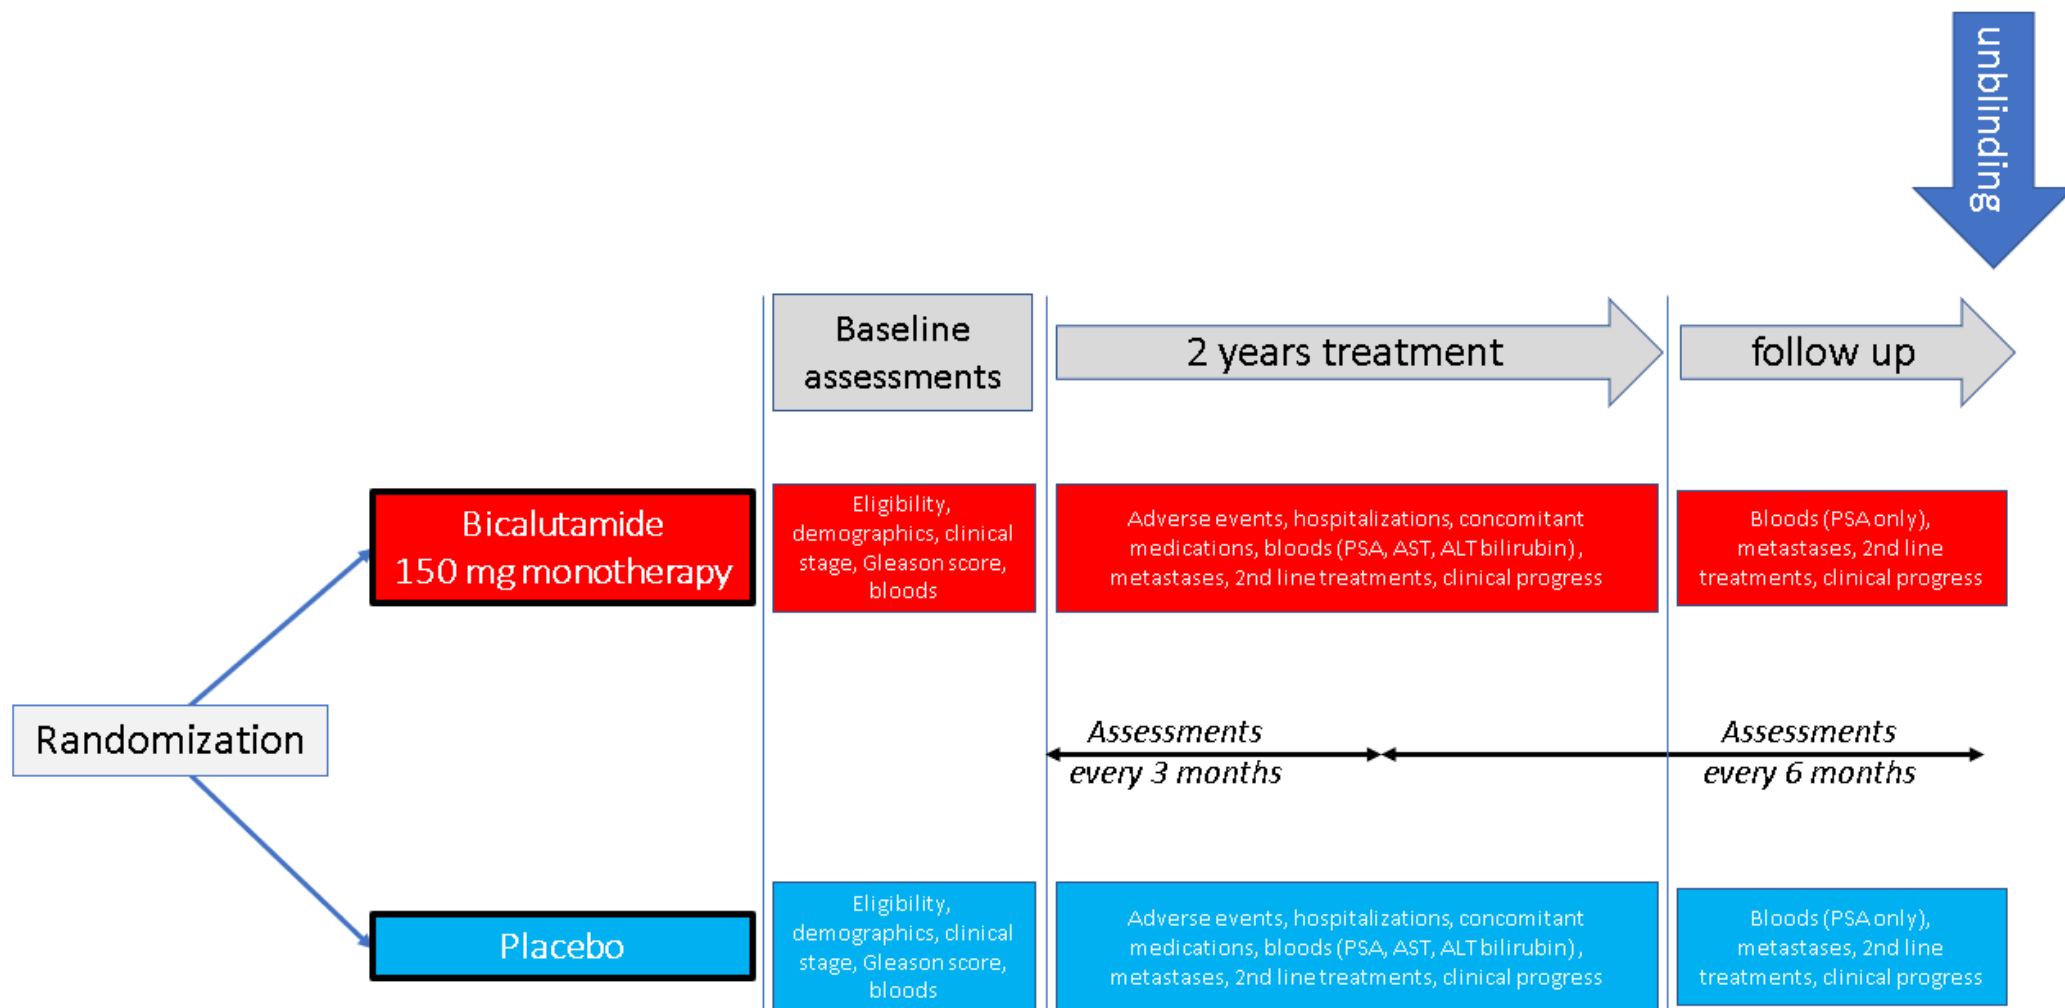 unblinding
Baseline
assessments
2 years treatment
follow up
Bicalutamide
150 mg monotherapy
Eligibility,
demographics, clinical
stage, Gleason score,
bloods
Adverse events, hospitalizations, concomitant
medications, bloods (PSA, AST, ALT bilirubin),
metastases, 2nd line treatments, clinical progress
Bloods (PSA only),
metastases, 2nd line
treatments, clinical progress
Randomization
Assessments
every 3 months
Assessments
every 6 months
Placebo
Eligibility,
demographics, clinical
stage, Gleason score,
bloods
Adverse events, hospitalizations, concomitant
medications, bloods (PSA, AST, ALT bilirubin),
metastases, 2nd line treatments, clinical progress
Bloods (PSA only),
metastases, 2nd line
treatments, clinical progress